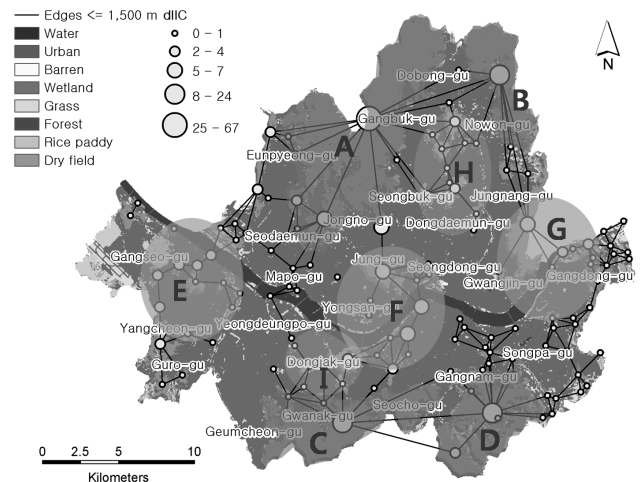 Edges <= 1,500 m dIIC
Water
0 - 1
Urban
2 - 4
Barren
5 - 7
Wetland
8 - 24
Grass
Forest
25 - 67
Rice paddy
Dry field
N
Dobong-gu
B
Gangbuk-gu
Nowon-gu
A
Eunpyeong-gu
H
Seongbuk-gu
Jungnang-gu
Jongno-gu
Dongdaemun-gu
G
Seodaemun-gu
Gangseo-gu
Jung-gu
Seongdong-gu
Mapo-gu
Gwangjin-gu
Gangdong-gu
E
Yongsan-gu
F
Yangcheon-gu
Yeongdeungpo-gu
Songpa-gu
Guro-gu
Dongjak-gu
I
Gangnam-gu
Seocho-gu
Gwanak-gu
Geumcheon-gu
C
D
0 2.5 5 10
Kilometers